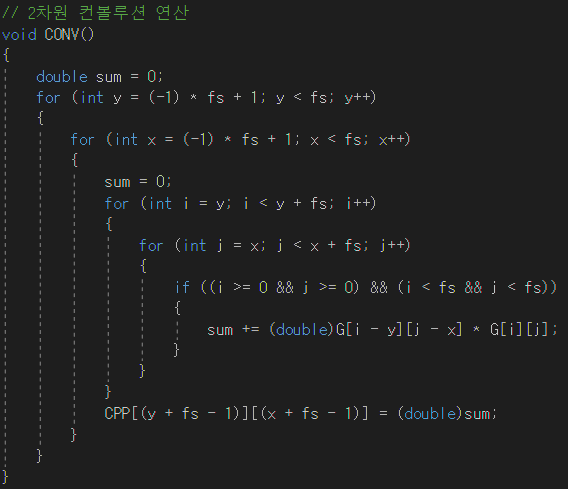 // 2차원 컨볼루션 연산
void CONV()
{
    double sum = 0;
    for (int y = (-1) * fs + 1; y < fs; y++)
    {
        for (int x = (-1) * fs + 1; x < fs; x++)
        {
            sum = 0;
            for (int i = y; i < y + fs; i++)
            {
                for (int j = x; j < x + fs; j++)
                {
                    if ((i >= 0 && j >= 0) && (i < fs && j < fs))
                    {
                        sum += (double)G[i - y][j - x] * G[i][j];
                    }
                }
            }
            CPP[(y + fs - 1)][(x + fs - 1)] = (double)sum;
        }
    }
}